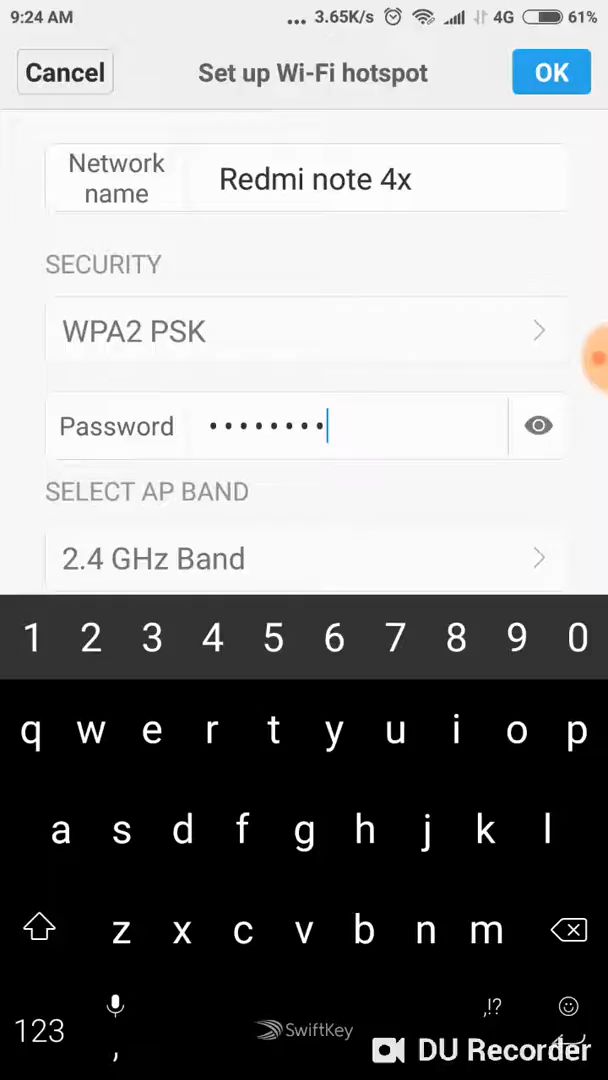 9:24 AM ... 3.65K/s 4G 61%
Cancel Set up Wi-Fi hotspot OK
Network name Redmi note 4x
SECURITY
WPA2 PSK
Password ••••••••
SELECT AP BAND
2.4 GHz Band
1 2 3 4 5 6 7 8 9 0
q w e r t y u i o p
a s d f g h j k l
z x c v b n m
,!?
123 , SwiftKey
DU Recorder